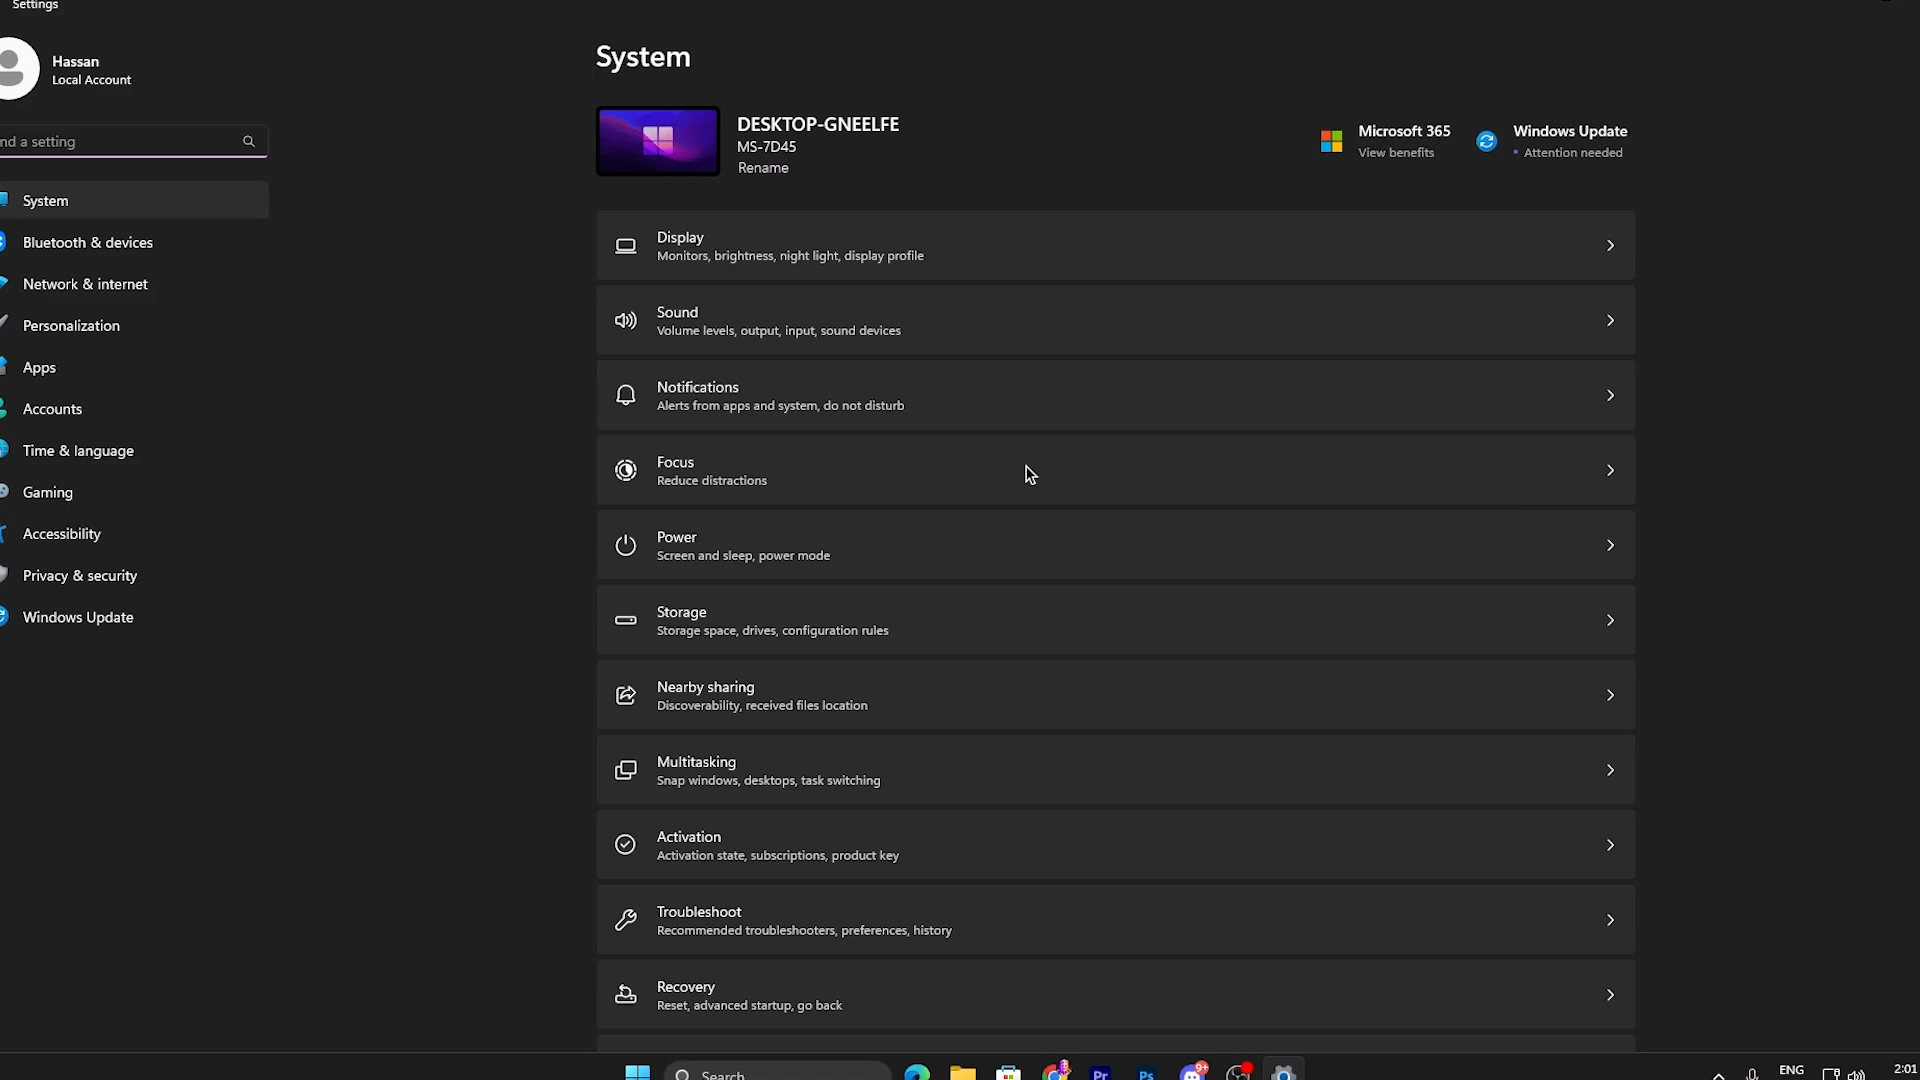 Settings
Hassan
Local Account
nd a setting
System
Bluetooth & devices
Network & internet
Personalization
Apps
Accounts
Time & language
Gaming
Accessibility
Privacy & security
Windows Update
System
DESKTOP-GNEELFE
MS-7D45
Rename
Microsoft 365
View benefits
Windows Update
Attention needed
Display
Monitors, brightness, night light, display profile
Sound
Volume levels, output, input, sound devices
Notifications
Alerts from apps and system, do not disturb
Focus
Reduce distractions
Power
Screen and sleep, power mode
Storage
Storage space, drives, configuration rules
Nearby sharing
Discoverability, received files location
Multitasking
Snap windows, desktops, task switching
Activation
Activation state, subscriptions, product key
Troubleshoot
Recommended troubleshooters, preferences, history
Recovery
Reset, advanced startup, go back
Search
Pr
Ps
9+
ENG
2:01